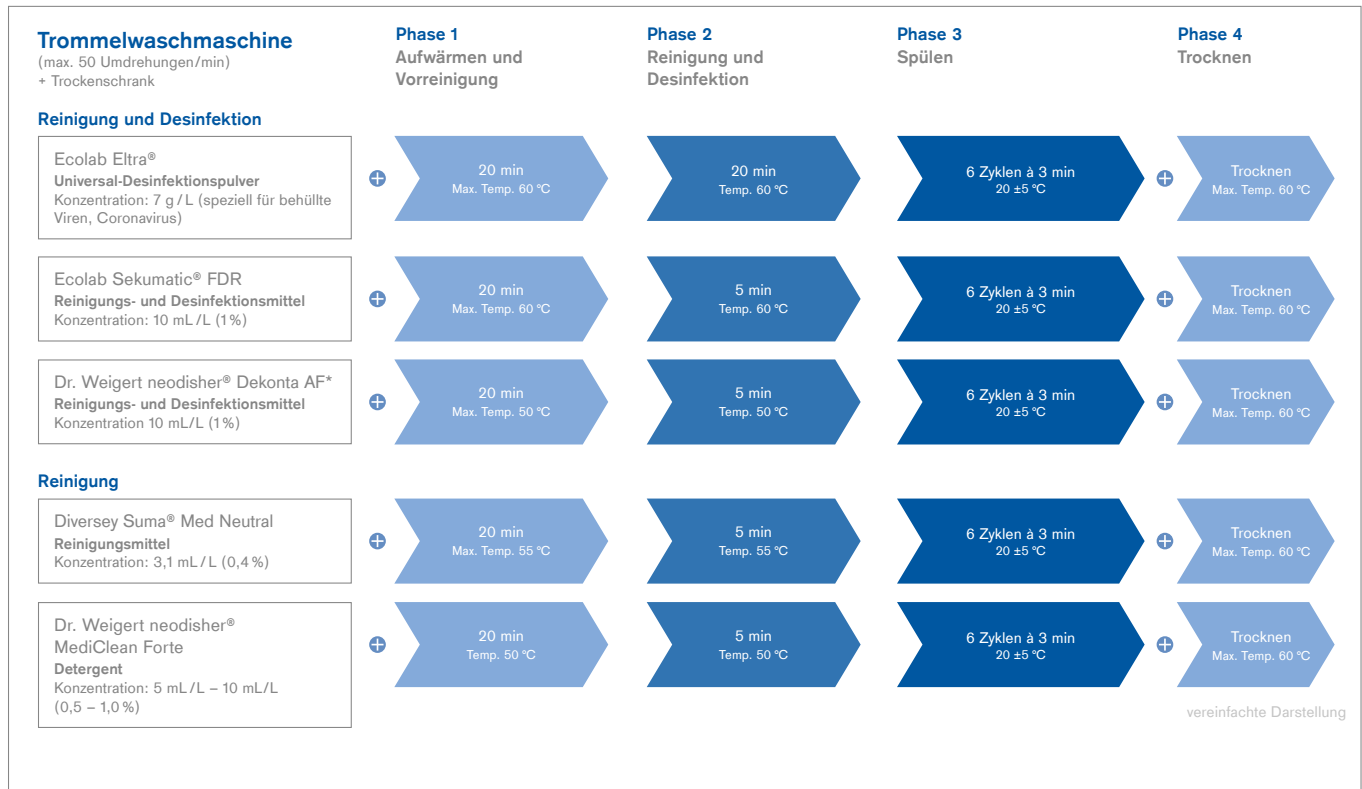 Trommelwaschmaschine
(max. 50 Umdrehungen/min)
+ Trockenschrank
Phase 1
Aufwärmen und
Vorreinigung
Phase 2
Reinigung und
Desinfektion
Phase 3
Spülen
Phase 4
Trocknen
Reinigung und Desinfektion
Ecolab Eltra®
Universal-Desinfektionspulver
Konzentration: 7 g / L (speziell für behüllte
Viren, Coronavirus)
20 min
Max. Temp. 60 °C
20 min
Temp. 60 °C
6 Zyklen à 3 min
20 ±5 °C
Trocknen
Max. Temp. 60 °C
Ecolab Sekumatic® FDR
Reinigungs- und Desinfektionsmittel
Konzentration: 10 mL / L (1 %)
20 min
Max. Temp. 60 °C
5 min
Temp. 60 °C
6 Zyklen à 3 min
20 ±5 °C
Trocknen
Max. Temp. 60 °C
Dr. Weigert neodisher® Dekonta AF*
Reinigungs- und Desinfektionsmittel
Konzentration 10 mL/ L (1 %)
20 min
Max. Temp. 50 °C
5 min
Temp. 50 °C
6 Zyklen à 3 min
20 ±5 °C
Trocknen
Max. Temp. 60 °C
Reinigung
Diversey Suma® Med Neutral
Reinigungsmittel
Konzentration: 3,1 mL / L (0,4 %)
20 min
Max. Temp. 55 °C
5 min
Temp. 55 °C
6 Zyklen à 3 min
20 ±5 °C
Trocknen
Max. Temp. 60 °C
Dr. Weigert neodisher®
MediClean Forte
Detergent
Konzentration: 5 mL / L – 10 mL / L
(0,5 – 1,0 %)
20 min
Temp. 50 °C
5 min
Temp. 50 °C
6 Zyklen à 3 min
20 ±5 °C
Trocknen
Max. Temp. 60 °C
vereinfachte Darstellung